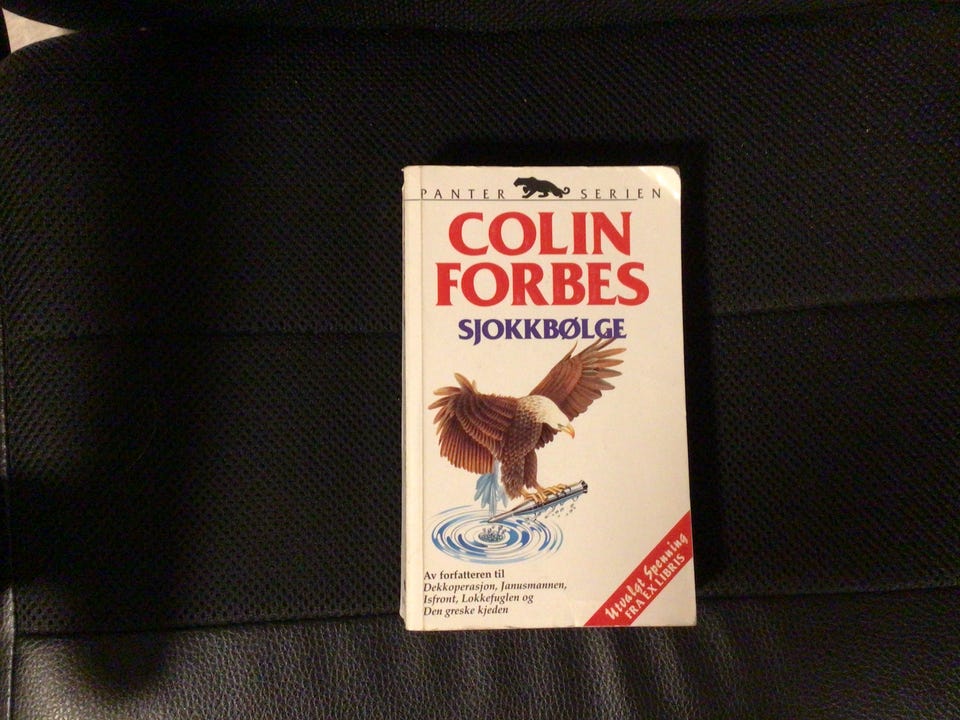 PANTER SERIEN
COLIN
FORBES
SJOKKBØLGE
Av forfatteren til
Dekkoperasjon, Janusmannen,
Isfront, Lokkefuglen og
Den greske kjeden
Utvalgt Spenning
FRA EX LIBRIS